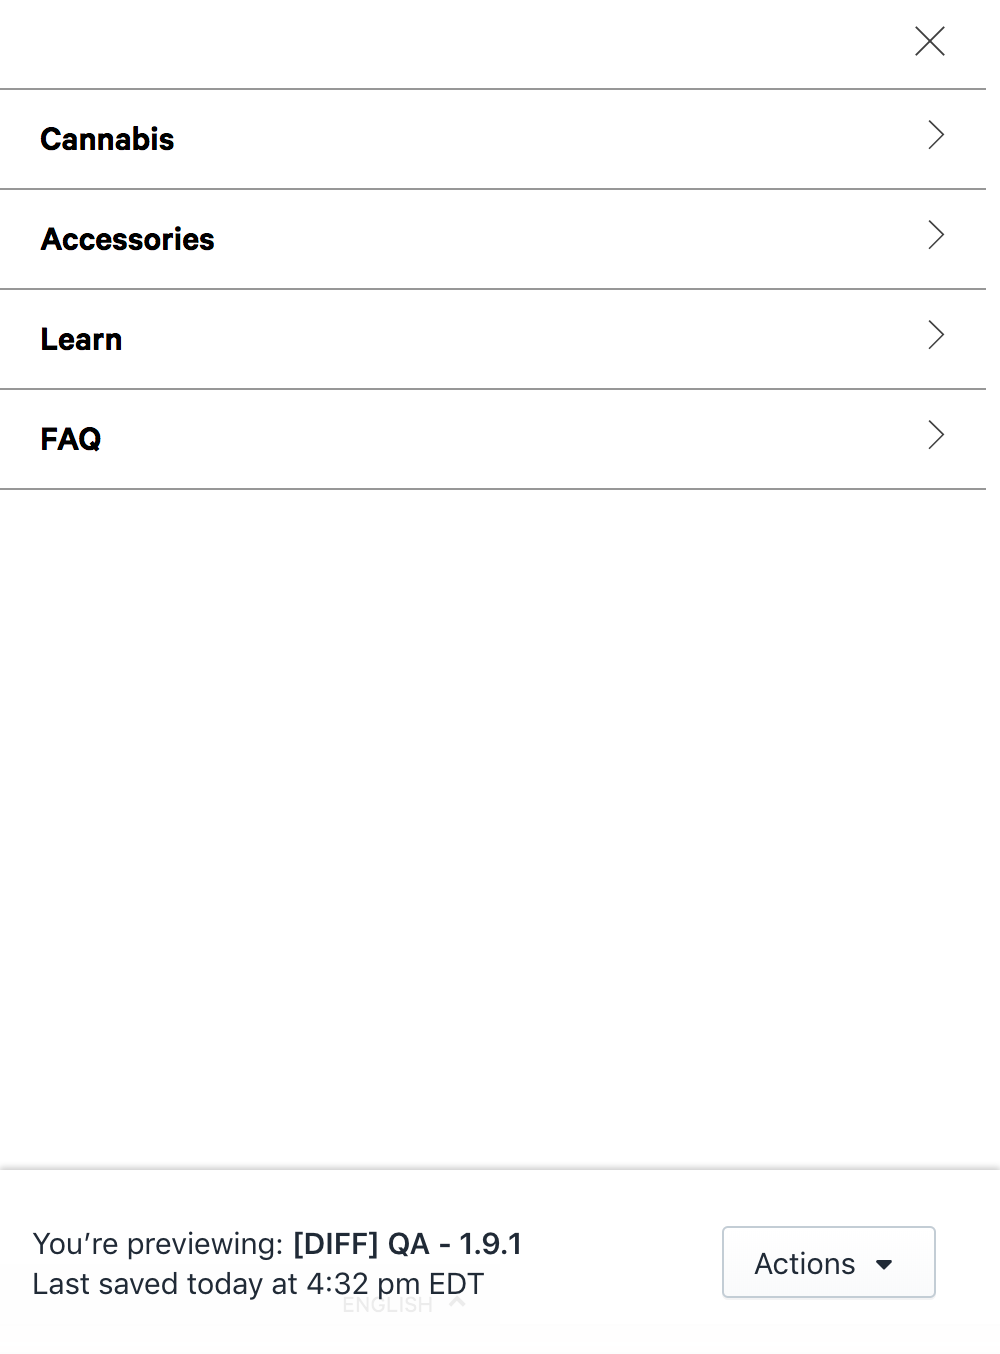 Cannabis
Accessories
Learn
FAQ
You’re previewing: [DIFF] QA - 1.9.1
Last saved today at 4:32 pm EDT
Actions
ENGLISH